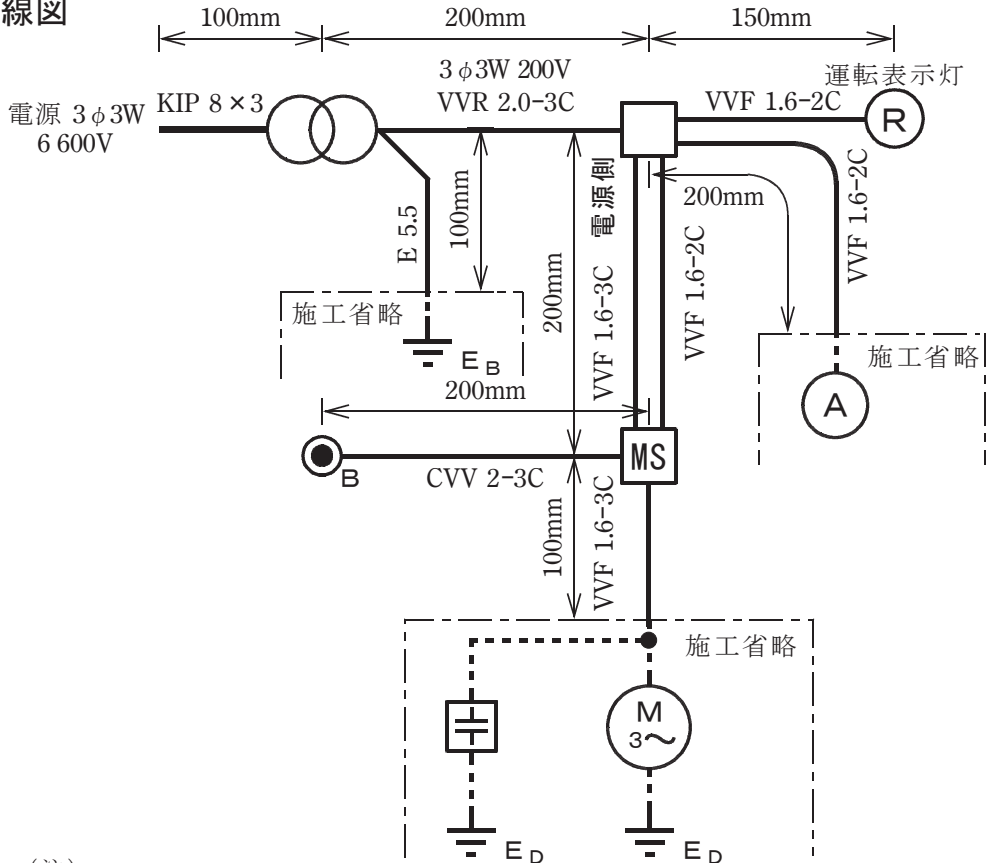 線図
100mm
200mm
150mm
3φ3W 200V
VVR 2.0-3C
運転表示灯
電源 3φ3W
6 600V
KIP 8×3
VVF 1.6-2C
R
電源側
200mm
VVF 1.6-2C
E 5.5
100mm
200mm
VVF 1.6-3C
VVF 1.6-2C
施工省略
E B
施工省略
A
200mm
B
CVV 2-3C
MS
100mm
VVF 1.6-3C
施工省略
M
3〜
E D
E D